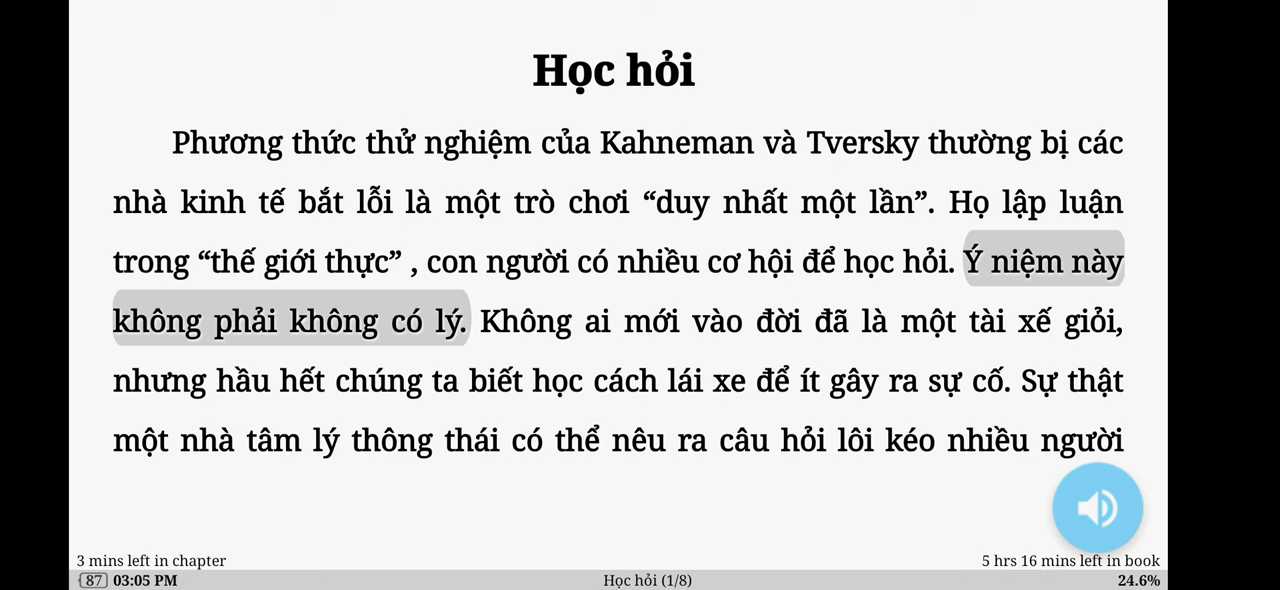 Học hỏi
Phương thức thử nghiệm của Kahneman và Tversky thường bị các
nhà kinh tế bắt lỗi là một trò chơi “duy nhất một lần”. Họ lập luận
trong “thế giới thực” , con người có nhiều cơ hội để học hỏi. Ý niệm này
không phải không có lý. Không ai mới vào đời đã là một tài xế giỏi,
nhưng hầu hết chúng ta biết học cách lái xe để ít gây ra sự cố. Sự thật
một nhà tâm lý thông thái có thể nêu ra câu hỏi lôi kéo nhiều người
3 mins left in chapter
5 hrs 16 mins left in book
87 03:05 PM
Học hỏi (1/8)
24.6%